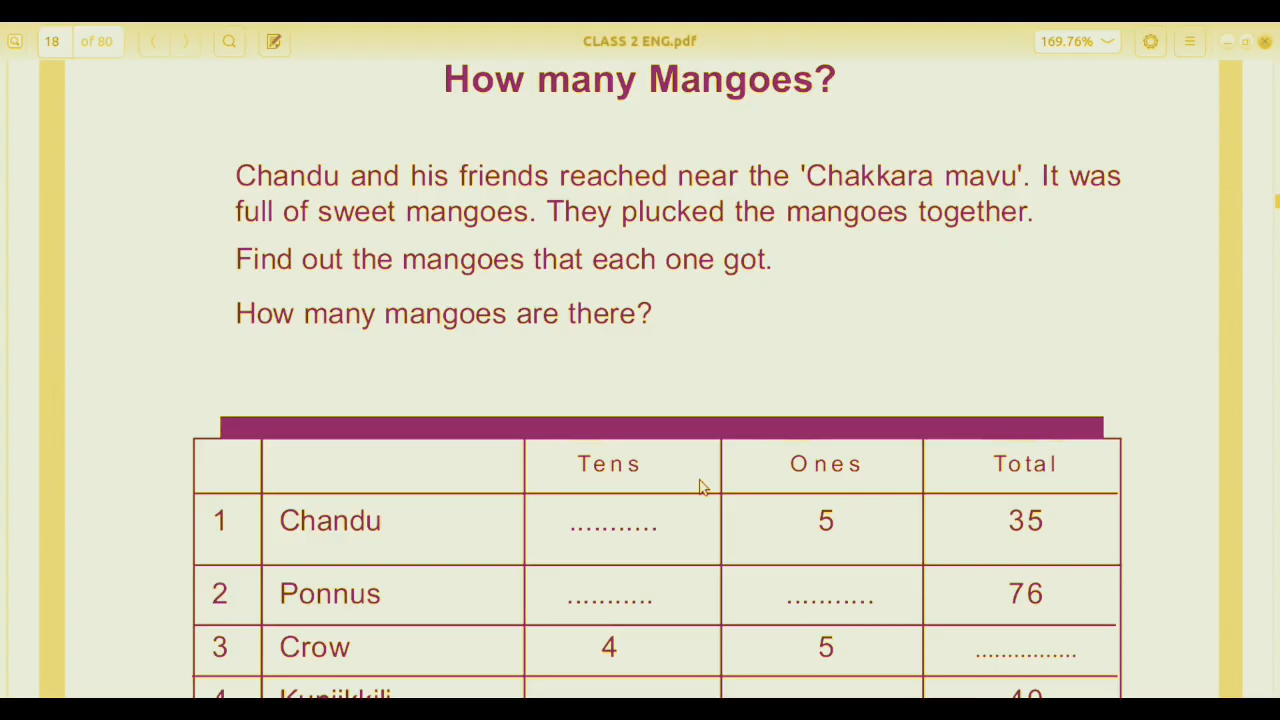 18 of 80 CLASS 2 ENG.pdf 169.76%
How many Mangoes?
Chandu and his friends reached near the 'Chakkara mavu'. It was
full of sweet mangoes. They plucked the mangoes together.
Find out the mangoes that each one got.
How many mangoes are there?
Tens Ones Total
1 Chandu ........... 5 35
2 Ponnus ........... ........... 76
3 Crow 4 5 ................